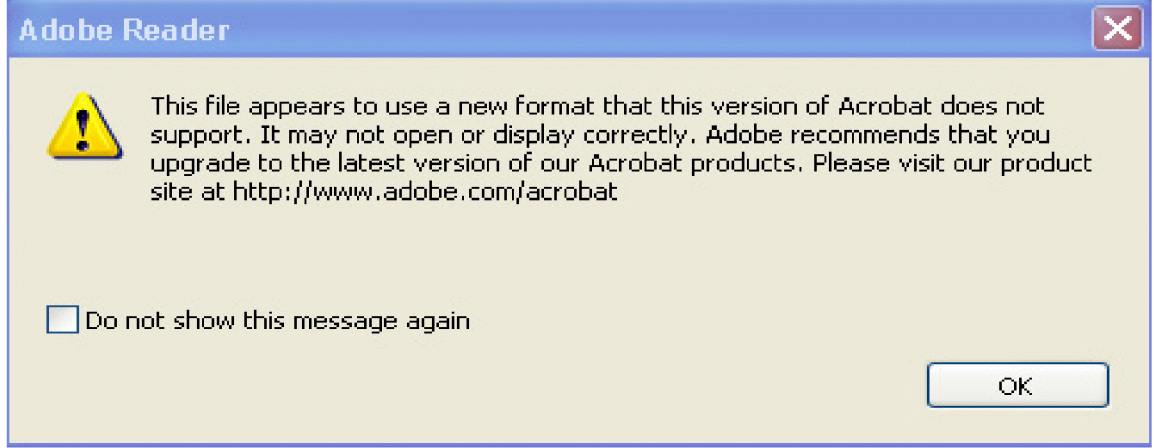 Adobe Reader
This file appears to use a new format that this version of Acrobat does not
support. It may not open or display correctly. Adobe recommends that you
upgrade to the latest version of our Acrobat products. Please visit our product
site at http://www.adobe.com/acrobat
Do not show this message again
OK